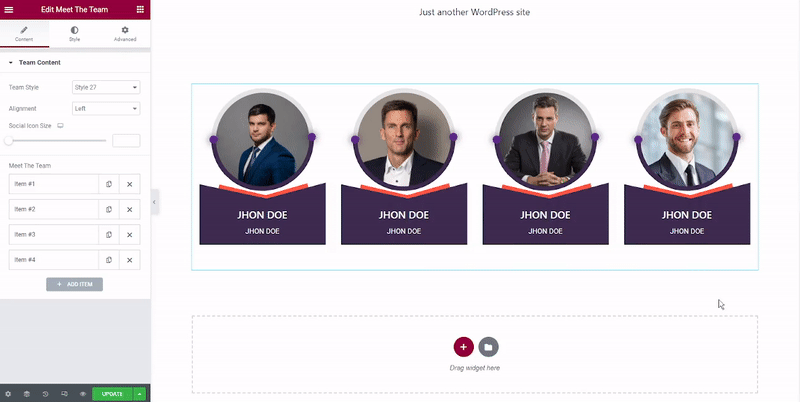 Edit Meet The Team
Content
Style
Advanced
Team Content
Team Style
Style 27
Alignment
Left
Social Icon Size
Meet The Team
Item #1
Item #2
Item #3
Item #4
+ ADD ITEM
UPDATE
Just another WordPress site
JHON DOE
JHON DOE
JHON DOE
JHON DOE
JHON DOE
JHON DOE
JHON DOE
JHON DOE
Drag widget here